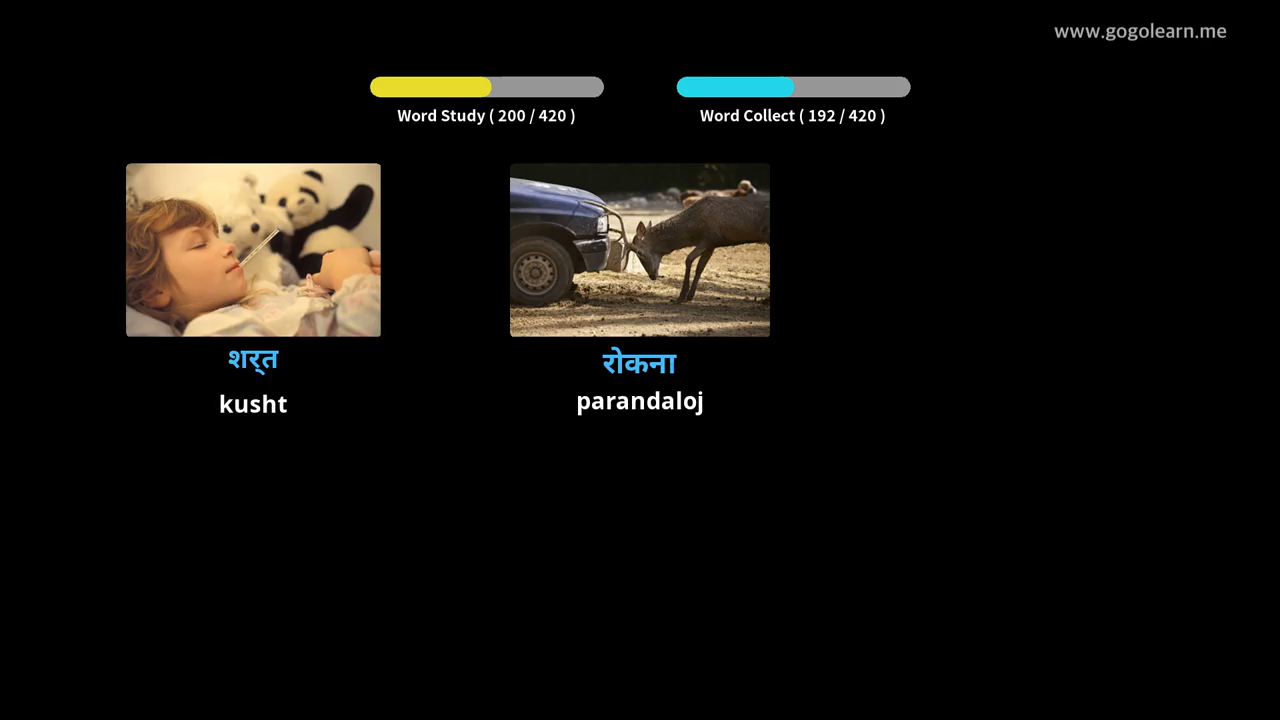 www.gogolearn.me
Word Study ( 200 / 420 )
Word Collect ( 192 / 420 )
शर्‌त
kusht
रोकना
parandaloj